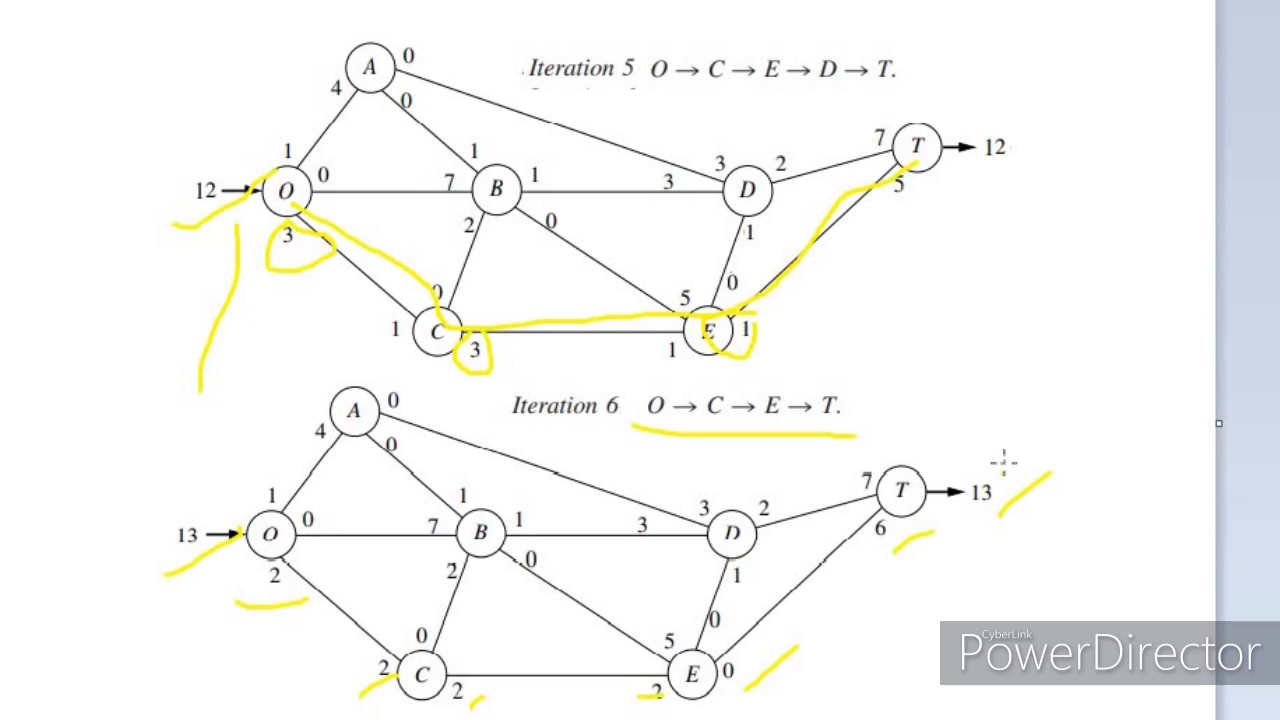 A 0 Iteration 5 O → C → E → D → T.
4 0
7 T 12
1 1 3 2
12 O 0 7 B 1 3 D 5
3 2 0 1
0 5 0
1 C 3 1 E 1
A 0 Iteration 6 O → C → E → T.
4 0
7 T 13
1 1 3 2
13 O 0 7 B 1 3 D 6
2 2 0 1
0 5 0
2 C 2 2 E 0
CyberLink
PowerDirector